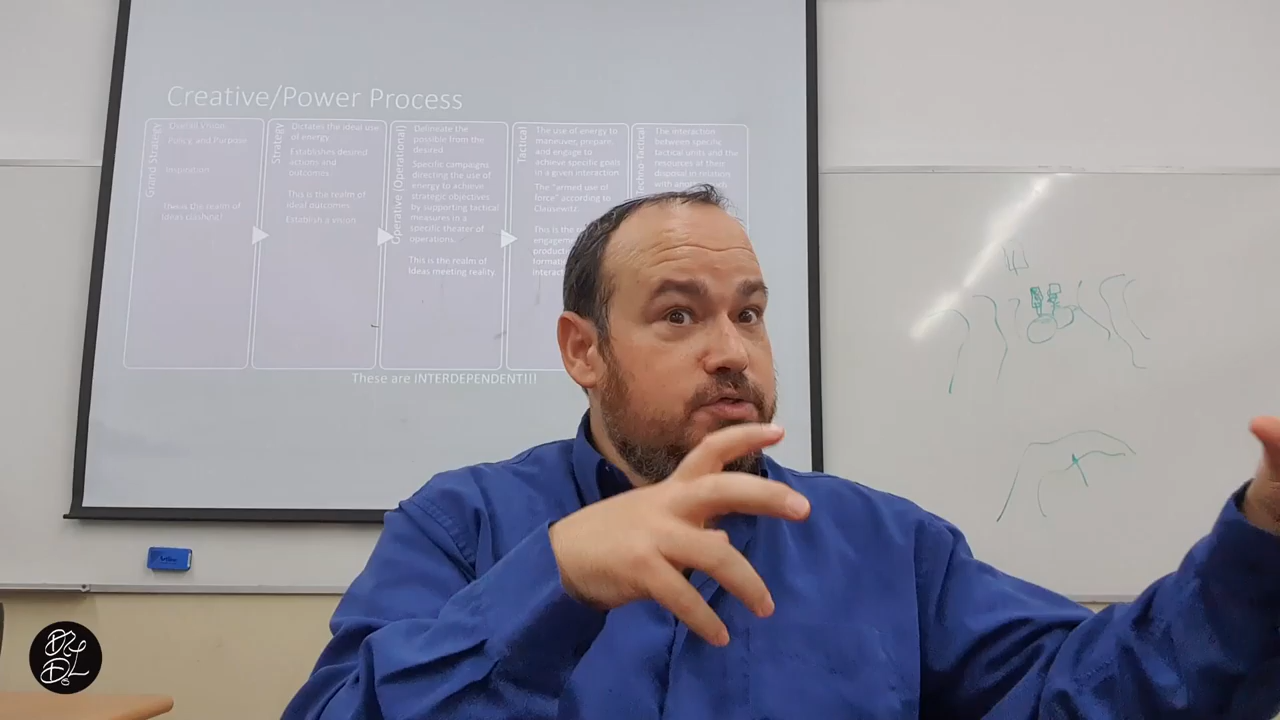 Creative/Power Process
Grand Strategy
Overall Vision,
Policy and Purpose
Inspiration
This is the realm of
Ideas clashing!
Strategy
Dictates the ideal use
of energy.
Establishes desired
actions and
outcomes.
This is the realm of
ideal outcomes.
Establish a vision
Operative (Operational)
Delineate the
possible from the
desired.
Specific campaigns
directing the use of
energy to achieve
strategic objectives
by supporting tactical
measures in a
specific theater of
operations.
This is the realm of
Ideas meeting reality.
Tactical
The use of energy to
maneuver, prepare
and engage to
achieve specific goals
in a given interaction
The "armed use of
force" according to
Clausewitz.
This is the
engagement
Techno-Tactical
The interaction
between specific
tactical units and the
resources at their
disposal in relation
with
These are INTERDEPENDENT!!!